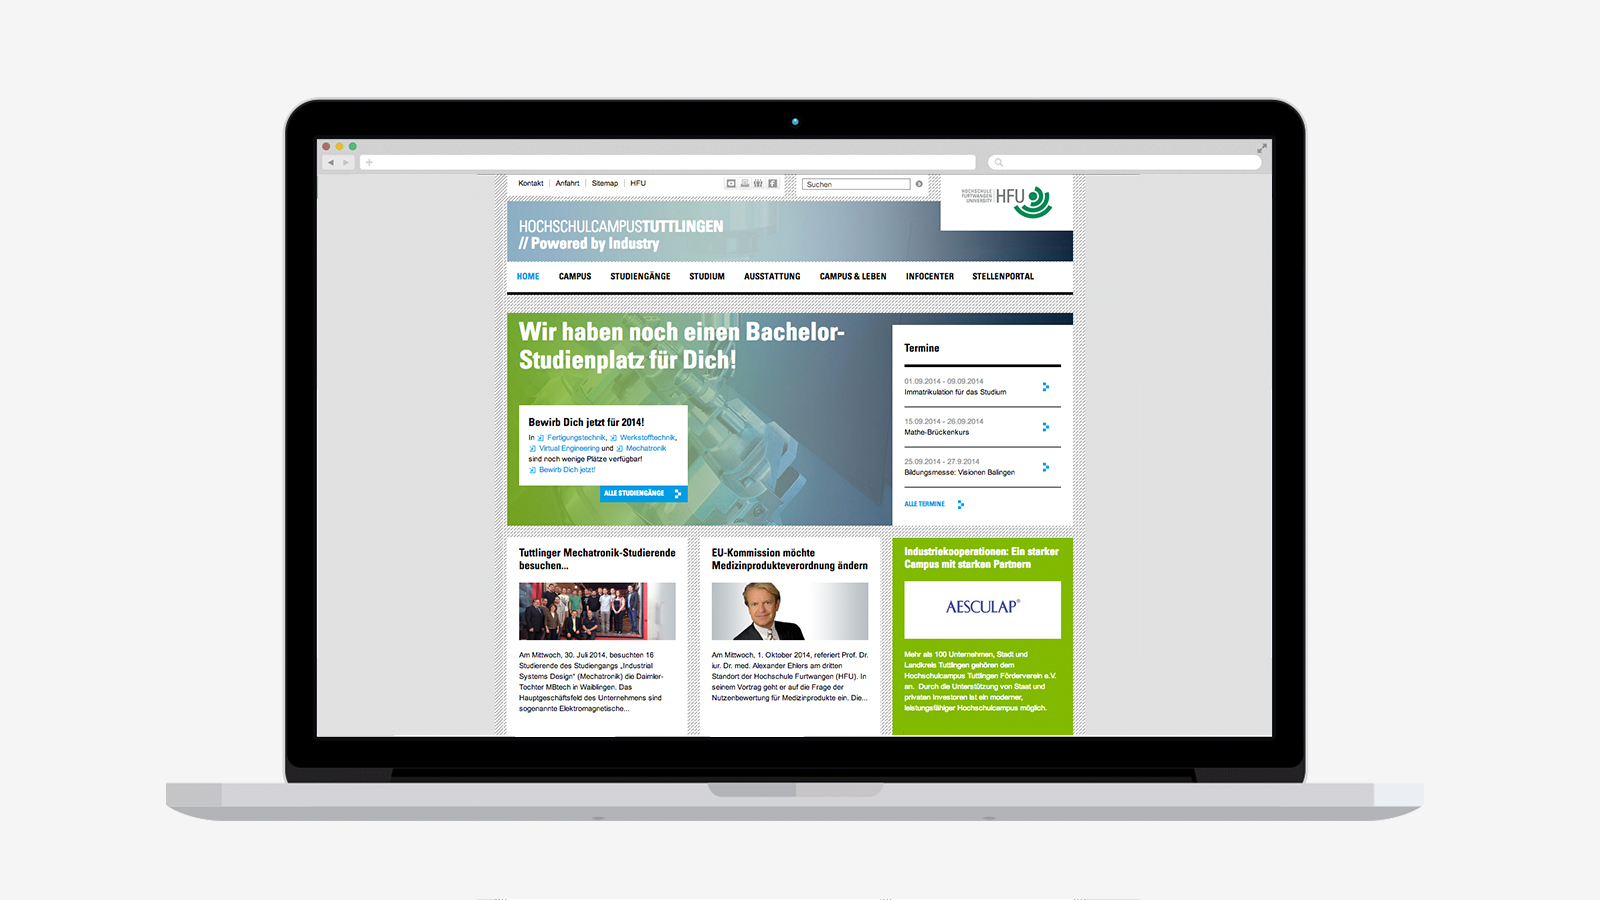 Kontakt | Anfahrt | Sitemap | HFU
Suchen
HOCHSCHULE
FURTWANGEN
UNIVERSITY
HFU
HOCHSCHULCAMPUSTUTTLINGEN
// Powered by Industry
HOME CAMPUS STUDIENGÄNGE STUDIUM AUSSTATTUNG CAMPUS & LEBEN INFOCENTER STELLENPORTAL
Wir haben noch einen Bachelor-
Studienplatz für Dich!
Bewirb Dich jetzt für 2014!
In Fertigungstechnik, Werkstofftechnik,
Virtual Engineering und Mechatronik
sind noch wenige Plätze verfügbar!
Bewirb Dich jetzt!
ALLE STUDIENGÄNGE
Termine
01.09.2014 - 09.09.2014
Immatrikulation für das Studium
15.09.2014 - 26.09.2014
Mathe-Brückenkurs
25.09.2014 - 27.9.2014
Bildungsmesse: Visionen Balingen
ALLE TERMINE
Tuttlinger Mechatronik-Studierende
besuchen...
Am Mittwoch, 30. Juli 2014, besuchten 16
Studierende des Studiengangs „Industrial
Systems Design" (Mechatronik) die Daimler-
Tochter MBtech in Waiblingen. Das
Hauptgeschäftsfeld des Unternehmens sind
sogenannte Elektromagnetische...
EU-Kommission möchte
Medizinprodukteverordnung ändern
Am Mittwoch, 1. Oktober 2014, referiert Prof. Dr.
iur. Dr. med. Alexander Ehlers am dritten
Standort der Hochschule Furtwangen (HFU). In
seinem Vortrag geht er auf die Frage der
Nutzenbewertung für Medizinprodukte ein. Die...
Industriekooperationen: Ein starker
Campus mit starken Partnern
AESCULAP®
Mehr als 100 Unternehmen, Stadt und
Landkreis Tuttlingen gehören dem
Hochschulcampus Tuttlingen Förderverein e.V.
an. Durch die Unterstützung von Staat und
privaten Investoren ist ein moderner,
leistungsfähiger Hochschulcampus möglich.